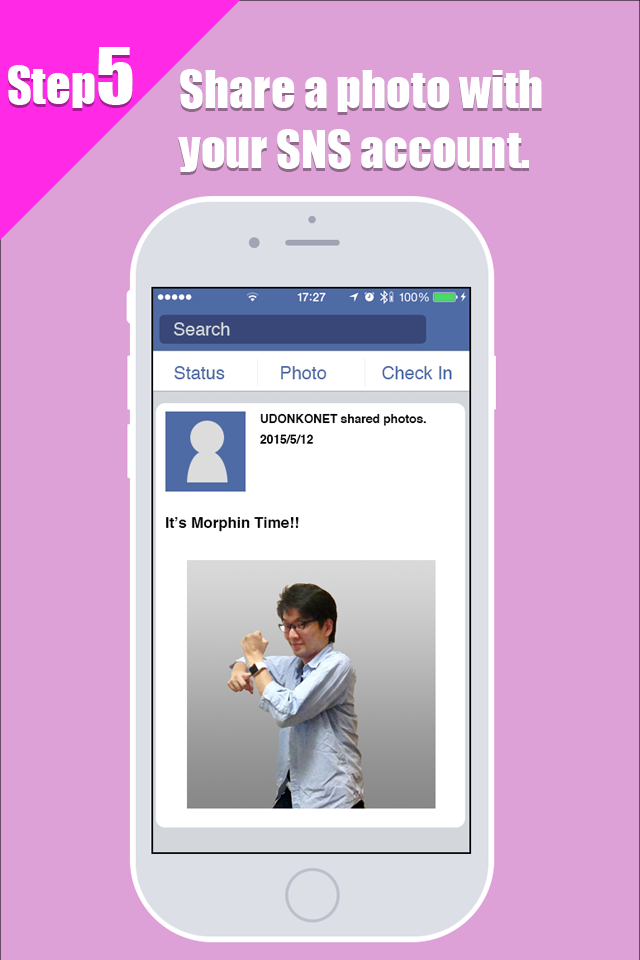 Step5
Share a photo with
your SNS account.
17:27
100%
Search
Status Photo Check In
UDONKONET shared photos.
2015/5/12
It's Morphin Time!!